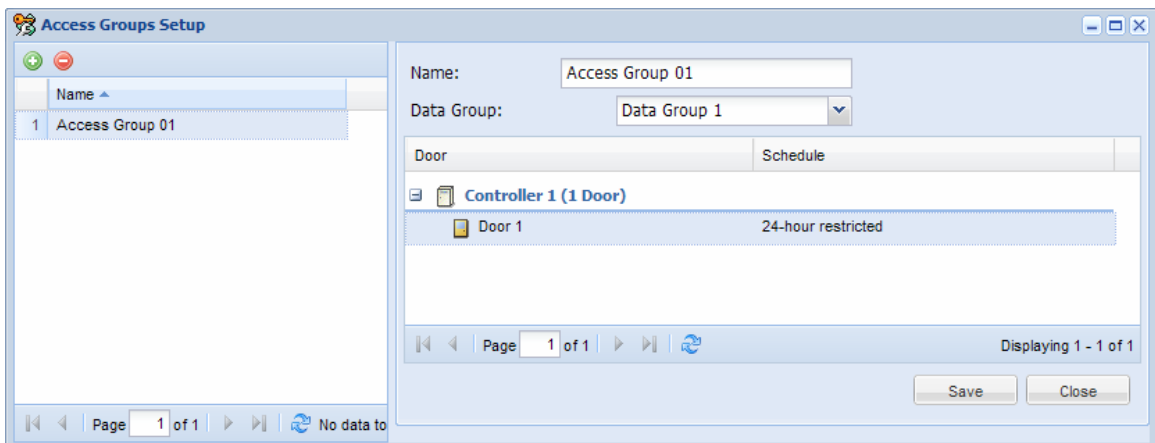 Access Groups Setup
Name
1 Access Group 01
Page 1 of 1 No data to
Name: Access Group 01
Data Group: Data Group 1
Door Schedule
Controller 1 (1 Door)
Door 1 24-hour restricted
Page 1 of 1 Displaying 1 - 1 of 1
Save Close